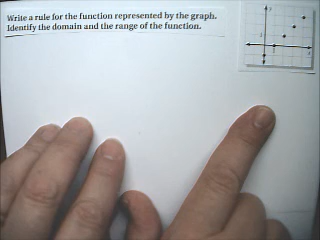 Write a rule for the function represented by the graph.
Identify the domain and the range of the function.